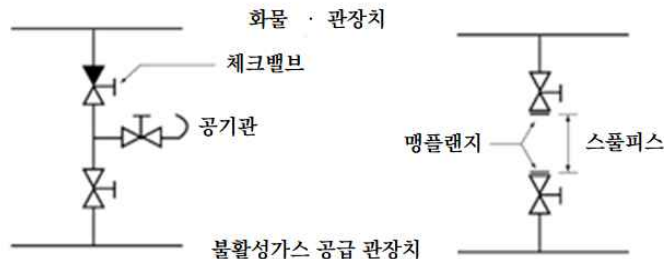 화물 · 관장치
체크밸브
공기관
맹플랜지
스풀피스
불활성가스 공급 관장치